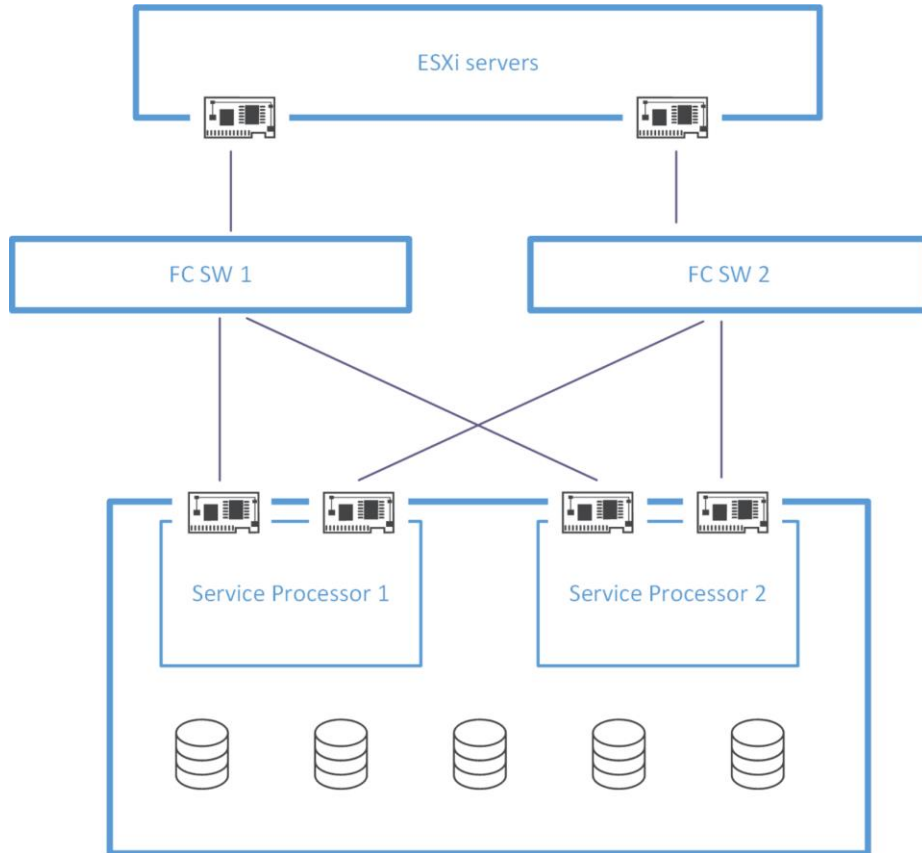 ESXi servers
FC SW 1
FC SW 2
Service Processor 1
Service Processor 2